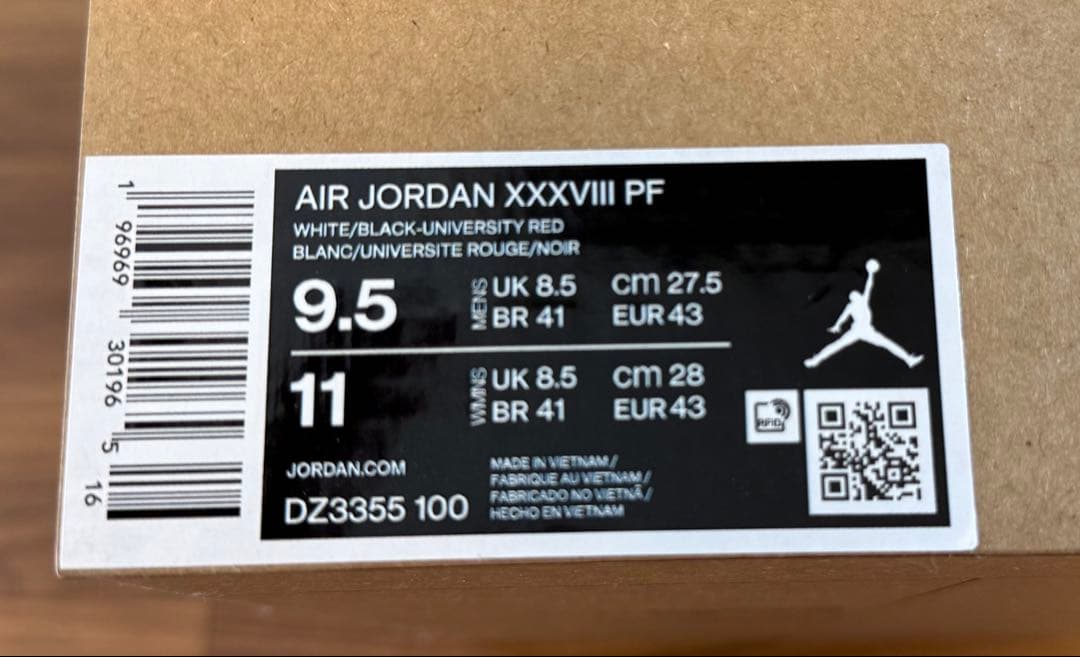 1 96969 30196 5
16
AIR JORDAN XXXVIII PF
WHITE/BLACK-UNIVERSITY RED
BLANC/UNIVERSITE ROUGE/NOIR
9.5 MENS UK 8.5 cm 27.5
BR 41 EUR 43
11 WMNS UK 8.5 cm 28
BR 41 EUR 43
RFID
JORDAN.COM
DZ3355 100
MADE IN VIETNAM /
FABRIQUE AU VIETNAM /
FABRICADO NO VIETNÃ /
HECHO EN VIETNAM